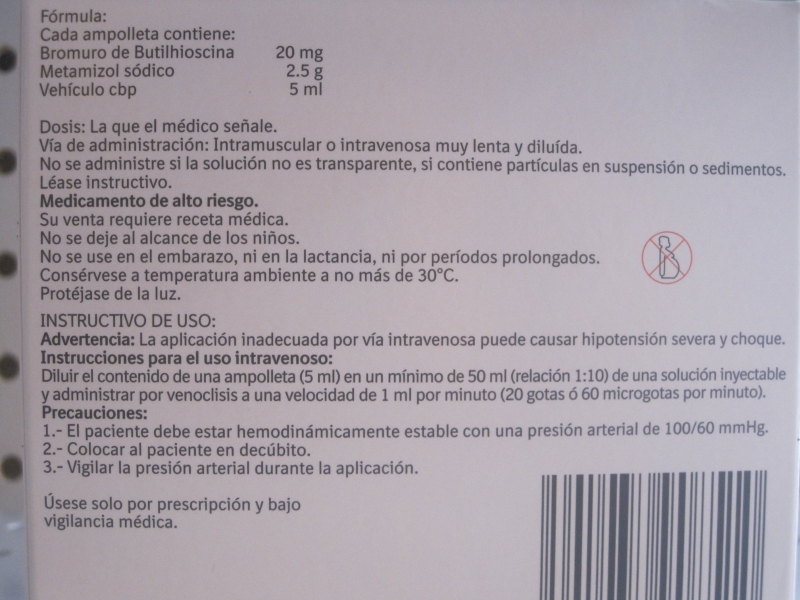 Fórmula:
Cada ampolleta contiene:
Bromuro de Butilhioscina 20 mg
Metamizol sódico 2.5 g
Vehículo cbp 5 ml
Dosis: La que el médico señale.
Vía de administración: Intramuscular o intravenosa muy lenta y diluída.
No se administre si la solución no es transparente, si contiene partículas en suspensión o sedimentos.
Léase instructivo.
Medicamento de alto riesgo.
Su venta requiere receta médica.
No se deje al alcance de los niños.
No se use en el embarazo, ni en la lactancia, ni por períodos prolongados.
Consérvese a temperatura ambiente a no más de 30°C.
Protéjase de la luz.
INSTRUCTIVO DE USO:
Advertencia: La aplicación inadecuada por vía intravenosa puede causar hipotensión severa y choque.
Instrucciones para el uso intravenoso:
Diluir el contenido de una ampolleta (5 ml) en un mínimo de 50 ml (relación 1:10) de una solución inyectable
y administrar por venoclisis a una velocidad de 1 ml por minuto (20 gotas ó 60 microgotas por minuto).
Precauciones:
1.- El paciente debe estar hemodinámicamente estable con una presión arterial de 100/60 mmHg.
2.- Colocar al paciente en decúbito.
3.- Vigilar la presión arterial durante la aplicación.
Úsese solo por prescripción y bajo
vigilancia médica.